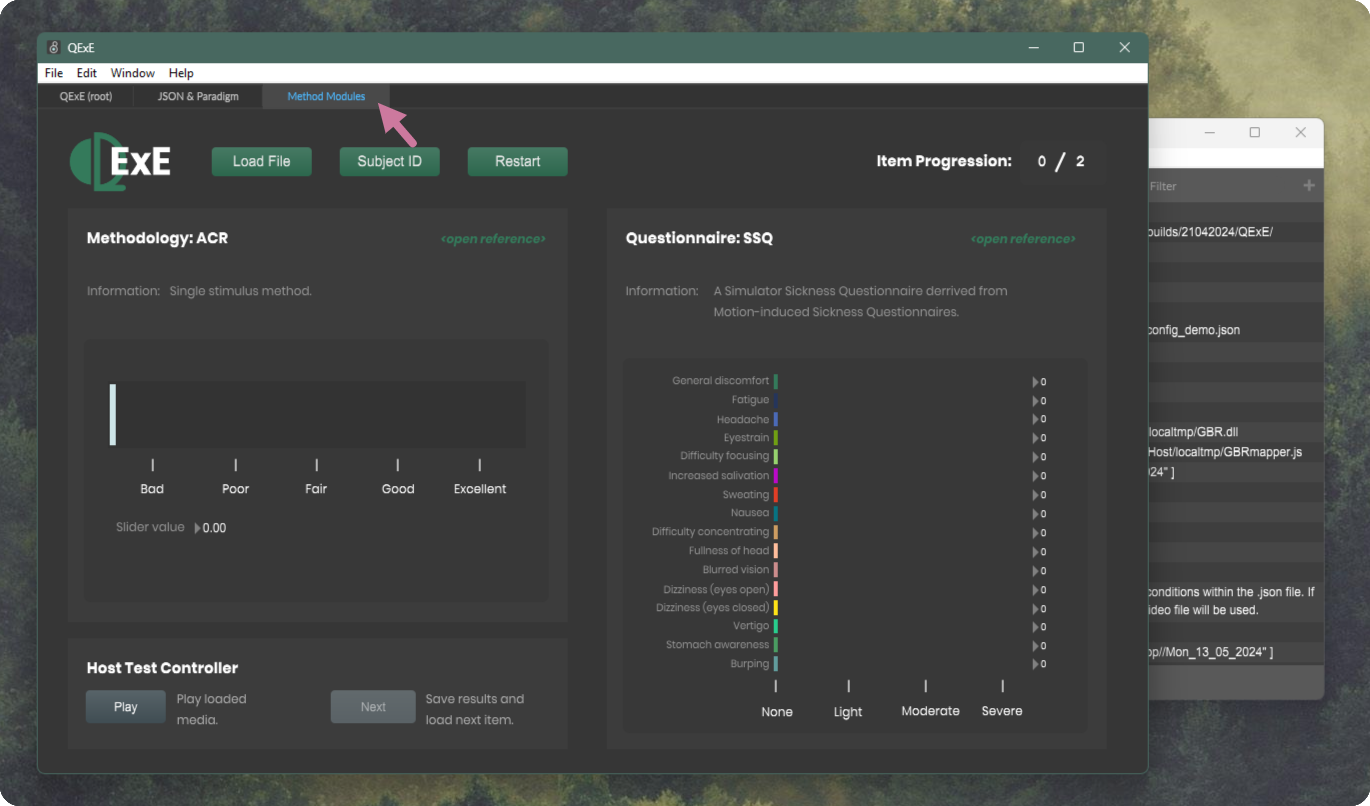 QExE
File Edit Window Help
QExE (root) JSON & Paradigm Method Modules
QExE Load File Subject ID Restart Item Progression: 0 / 2
Methodology: ACR <open reference>
Information: Single stimulus method.
Bad Poor Fair Good Excellent
Slider value 0.00
Host Test Controller
Play
Play loaded
media.
Next
Save results and
load next item.
Questionnaire: SSQ <open reference>
Information: A Simulator Sickness Questionnaire derrived from
Motion-induced Sickness Questionnaires.
General discomfort 0
Fatigue 0
Headache 0
Eyestrain 0
Difficulty focusing 0
Increased salivation 0
Sweating 0
Nausea 0
Difficulty concentrating 0
Fullness of head 0
Blurred vision 0
Dizziness (eyes open) 0
Dizziness (eyes closed) 0
Vertigo 0
Stomach awareness 0
Burping 0
None Light Moderate Severe
Filter
builds/21042024/QExE/
config_demo.json
localtmp/GBR.dll
Host/localtmp/GBRmapper.js
24" ]
conditions within the .json file. If
ideo file will be used.
op//Mon_13_05_2024" ]